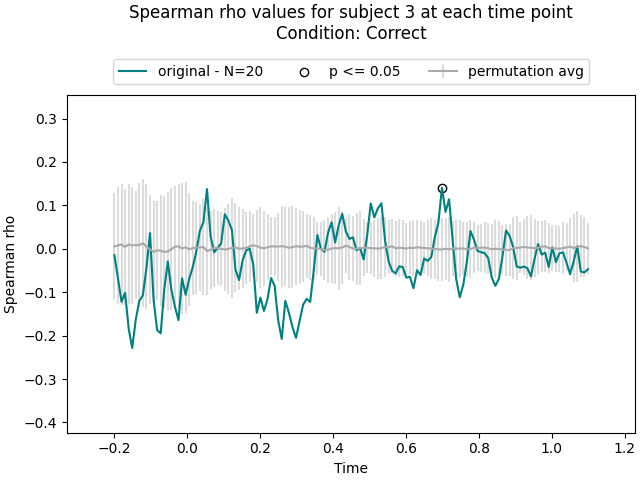 Spearman rho values for subject 3 at each time point
Condition: Correct
original - N=20
p <= 0.05
permutation avg
0.3
0.2
0.1
0.0
−0.1
−0.2
−0.3
−0.4
Spearman rho
−0.2
0.0
0.2
0.4
0.6
0.8
1.0
1.2
Time